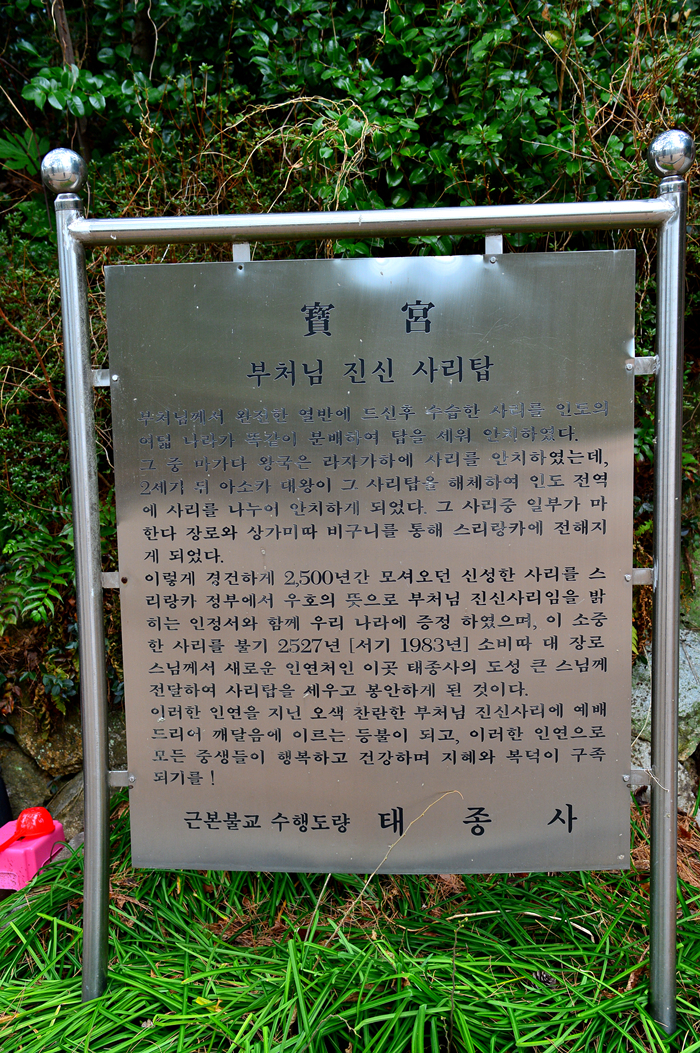 寶 宮
부처님 진신 사리탑
부처님께서 완전한 열반에 드신후 수습한 사리를 인도의
여덟 나라가 똑같이 분배하여 탑을 세워 안치하였다.
그 중 마가다 왕국은 라자가하에 사리를 안치하였는데,
2세기 뒤 아소카 대왕이 그 사리탑을 해체하여 인도 전역
에 사리를 나누어 안치하게 되었다. 그 사리중 일부가 마
힌다 장로와 상가미따 비구니를 통해 스리랑카에 전해지
게 되었다.
이렇게 경건하게 2,500년간 모셔오던 신성한 사리를 스
리랑카 정부에서 우호의 뜻으로 부처님 진신사리임을 밝
히는 인정서와 함께 우리 나라에 증정 하였으며, 이 소중
한 사리를 불기 2527년 [서기 1983년] 소비따 대 장로
스님께서 새로운 인연처인 이곳 태종사의 도성 큰 스님께
전달하여 사리탑을 세우고 봉안하게 된 것이다.
이러한 인연을 지닌 오색 찬란한 부처님 진신사리에 예배
드리어 깨달음에 이르는 등불이 되고, 이러한 인연으로
모든 중생들이 행복하고 건강하며 지혜와 복덕이 구족
되기를 !
근본불교 수행도량 태 종 사